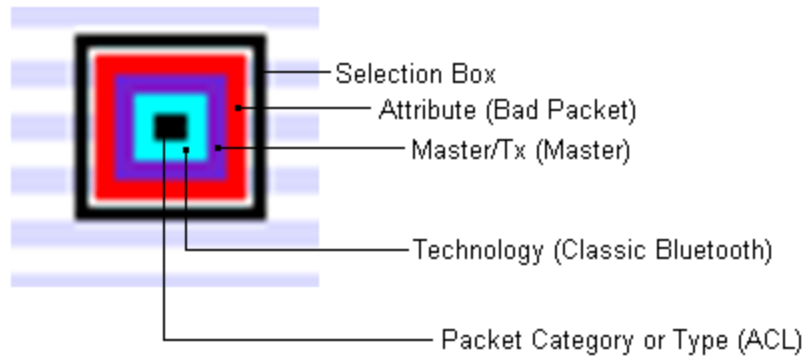 Selection Box
Attribute (Bad Packet)
Master/Tx (Master)
Technology (Classic Bluetooth)
Packet Category or Type (ACL)